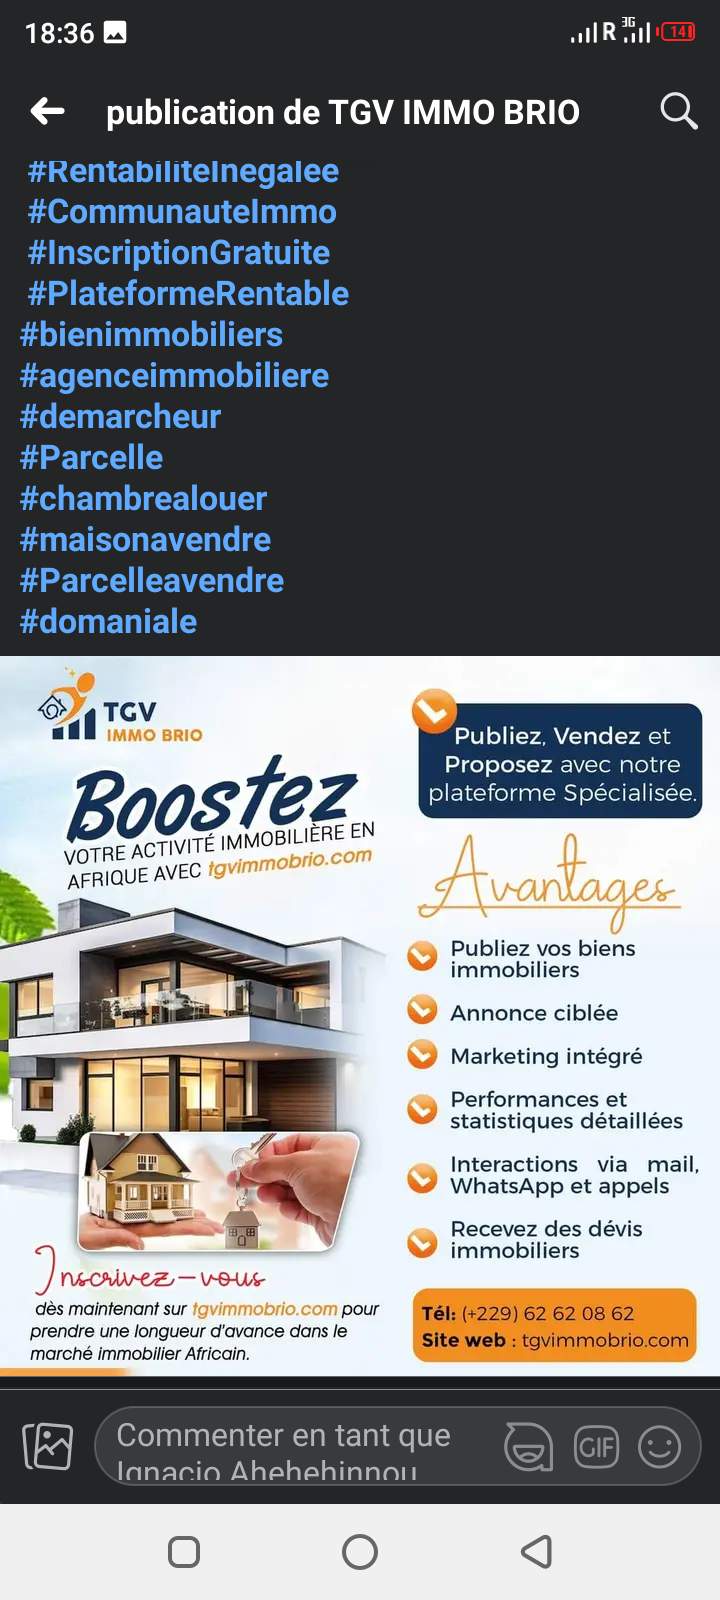 18:36
R 3G 14
publication de TGV IMMO BRIO
#RentabiliteInegalee
#CommunauteImmo
#InscriptionGratuite
#PlateformeRentable
#bienimmobiliers
#agenceimmobiliere
#demarcheur
#Parcelle
#chambrealouer
#maisonavendre
#Parcelleavendre
#domaniale
TGV
IMMO BRIO
Boostez
VOTRE ACTIVITÉ IMMOBILIÈRE EN
AFRIQUE AVEC tgvimmobrio.com
Inscrivez-vous
dès maintenant sur tgvimmobrio.com pour
prendre une longueur d'avance dans le
marché immobilier Africain.
Publiez, Vendez et
Proposez avec notre
plateforme Spécialisée.
Avantages
Publiez vos biens
immobiliers
Annonce ciblée
Marketing intégré
Performances et
statistiques détaillées
Interactions via mail,
WhatsApp et appels
Recevez des dévis
immobiliers
Tél: (+229) 62 62 08 62
Site web : tgvimmobrio.com
Commenter en tant que
Ignacio Ahehehinnou
GIF